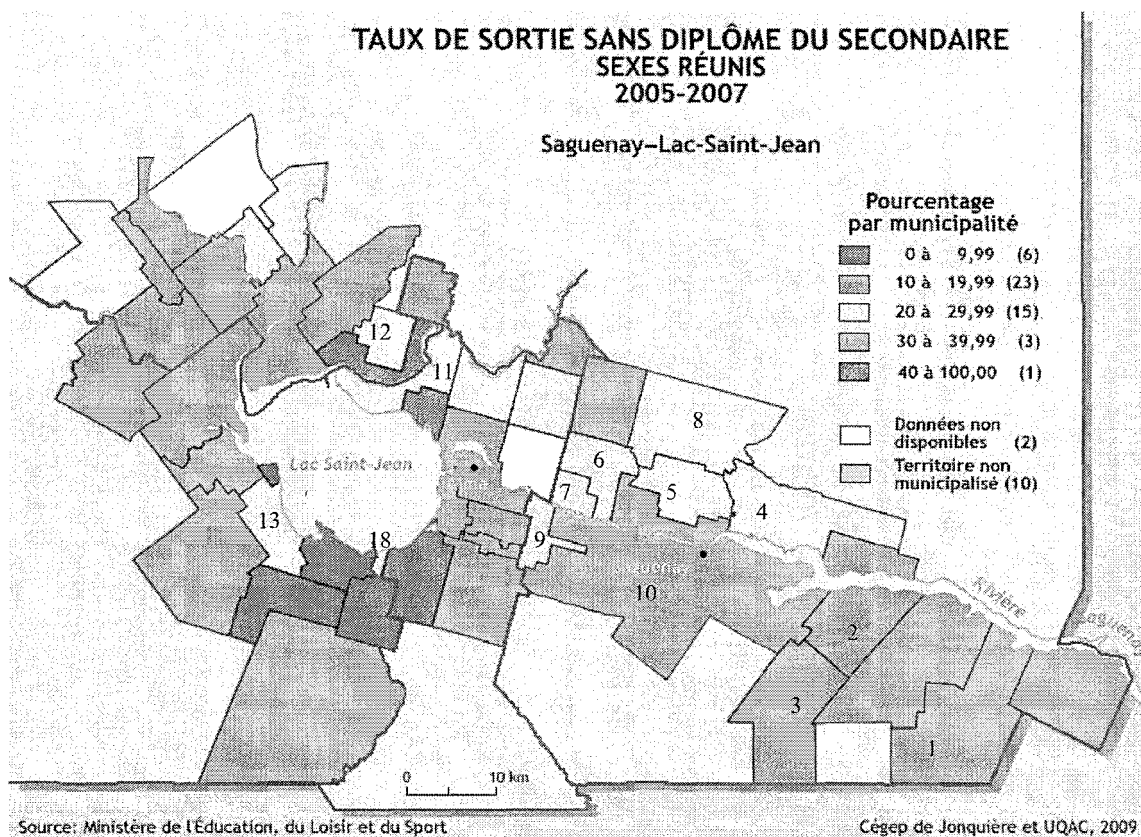 TAUX DE SORTIE SANS DIPLÔME DU SECONDAIRE
SEXES RÉUNIS
2005-2007
Saguenay–Lac-Saint-Jean
Pourcentage
par municipalité
0 à 9,99 (6)
10 à 19,99 (23)
20 à 29,99 (15)
30 à 39,99 (3)
40 à 100,00 (1)
Données non
disponibles (2)
Territoire non
municipalisé (10)
12
11
8
Lac Saint-Jean
6
7
5
4
13
18
9
10
Rivière
Saguenay
2
3
1
0 10 km
Source: Ministère de l'Éducation, du Loisir et du Sport
Cégep de Jonquière et UQAC, 2009